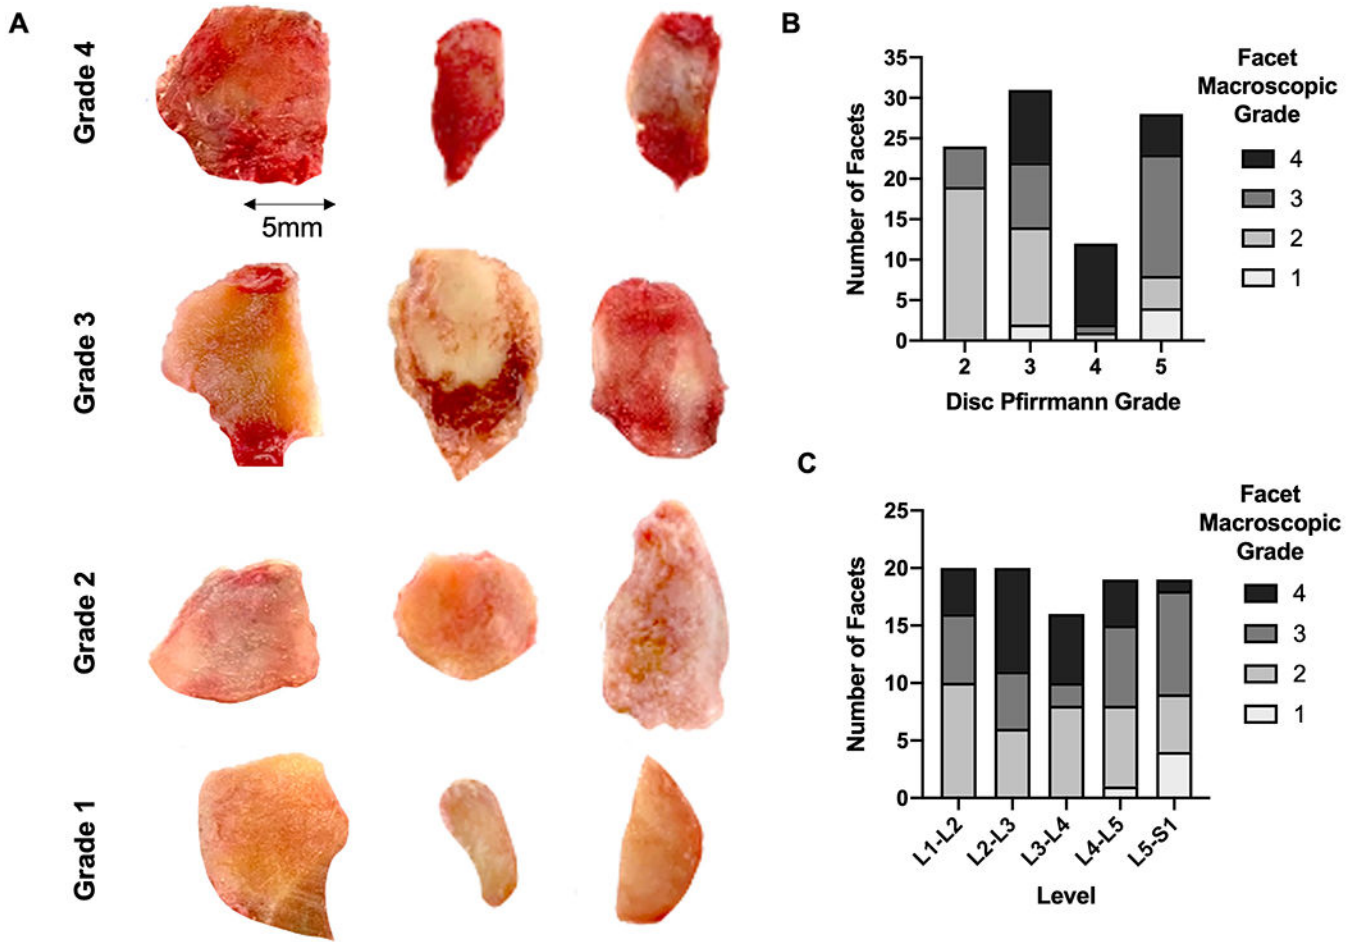 A
Grade 4
5mm
Grade 3
Grade 2
Grade 1
B
35
30
25
20
15
10
5
0
Number of Facets
2 3 4 5
Disc Pfirrmann Grade
Facet
Macroscopic
Grade
4
3
2
1
C
25
20
15
10
5
0
Number of Facets
L1-L2 L2-L3 L3-L4 L4-L5 L5-S1
Level
Facet
Macroscopic
Grade
4
3
2
1